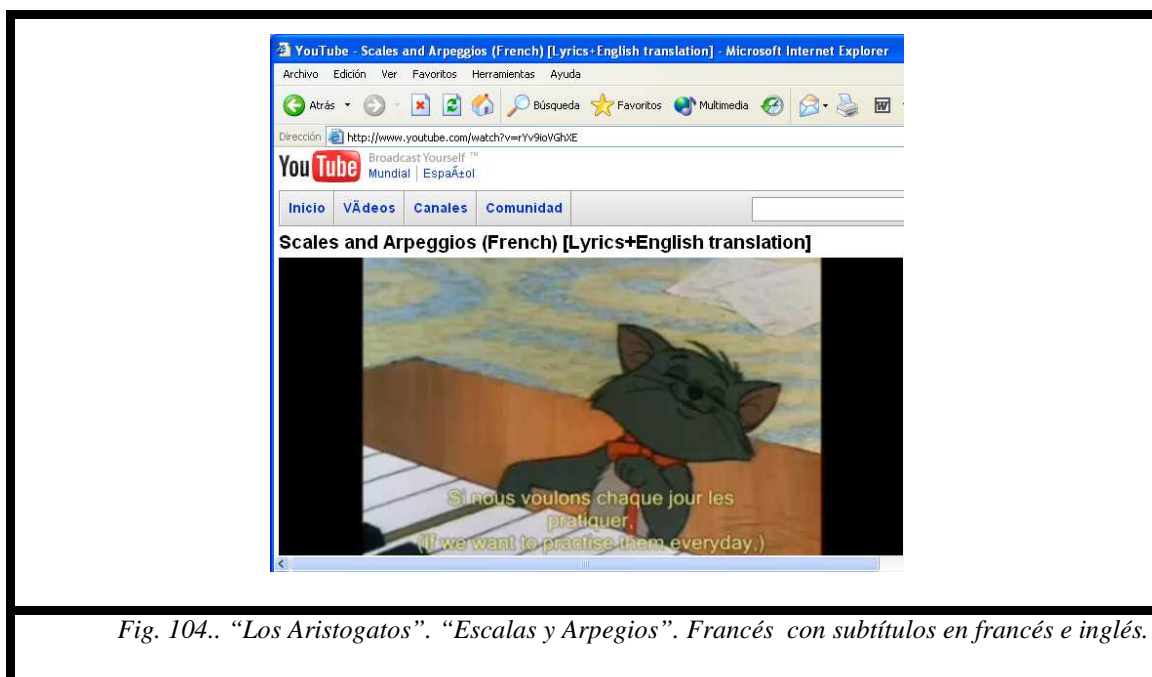 YouTube - Scales and Arpeggios (French) [Lyrics+English translation] - Microsoft Internet Explorer
Archivo Edición Ver Favoritos Herramientas Ayuda
Atrás Búsqueda Favoritos Multimedia
Dirección http://www.youtube.com/watch?v=rYv9ioVGhXE
YouTube Broadcast Yourself ™
Mundial | EspaÃ±ol
Inicio VÃdeos Canales Comunidad
Scales and Arpeggios (French) [Lyrics+English translation]
Si nous voulons chaque jour les
pratiquer,
(If we want to practise them everyday,)
Fig. 104.. “Los Aristogatos”. “Escalas y Arpegios”. Francés con subtítulos en francés e inglés.